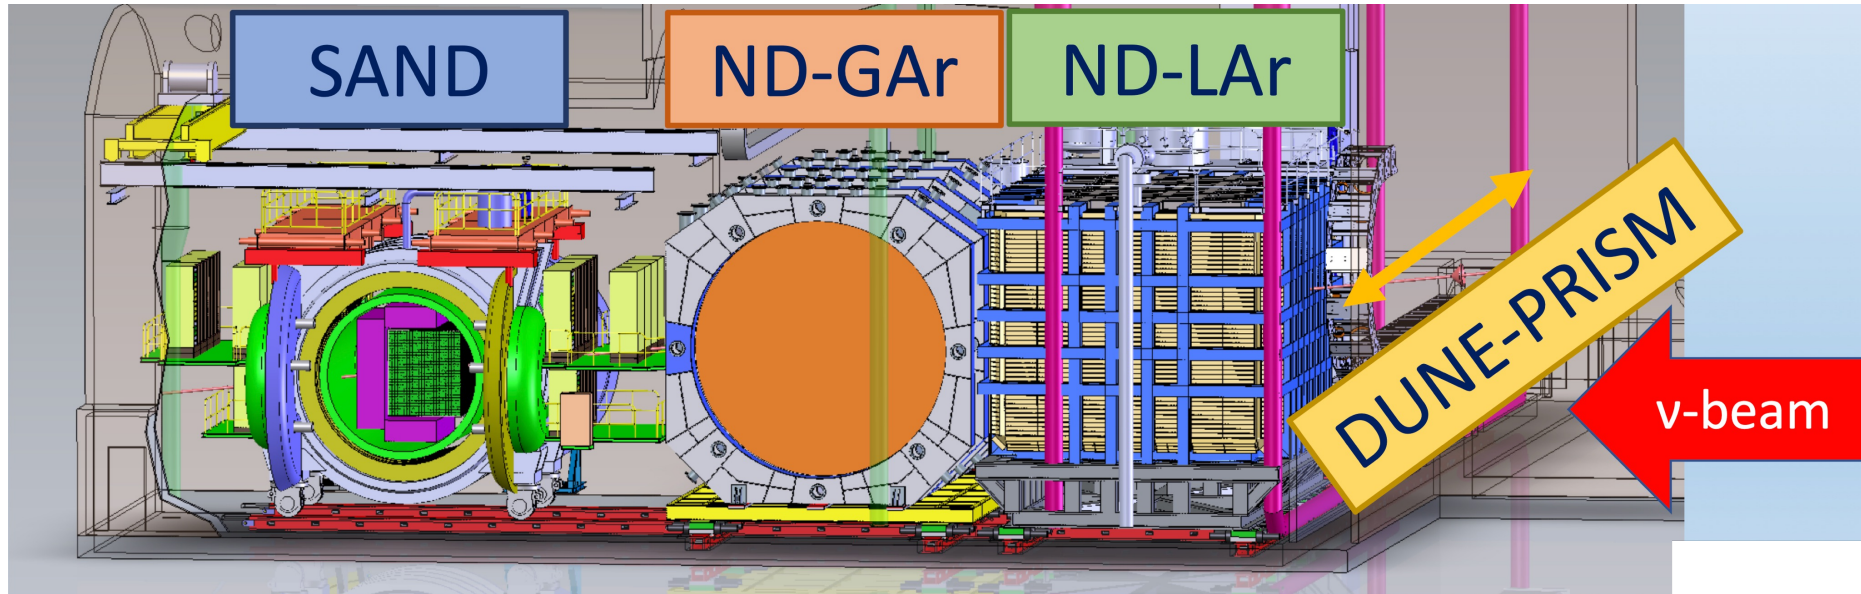 SAND
ND-GAr
ND-LAr
DUNE-PRISM
ν-beam